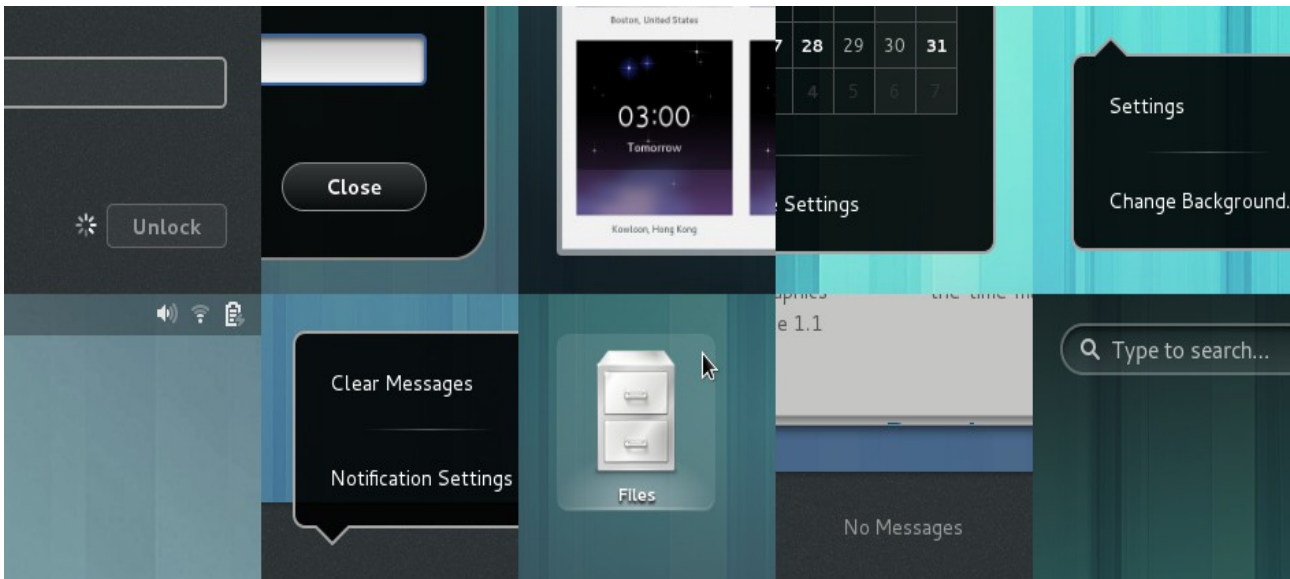 Unlock
Close
Boston, United States
03:00
Tomorrow
Kowloon, Hong Kong
28 29 30 31
4 5 6 7
Settings
Settings
Change Background.
Clear Messages
Notification Settings
Files
e 1.1
No Messages
Type to search...